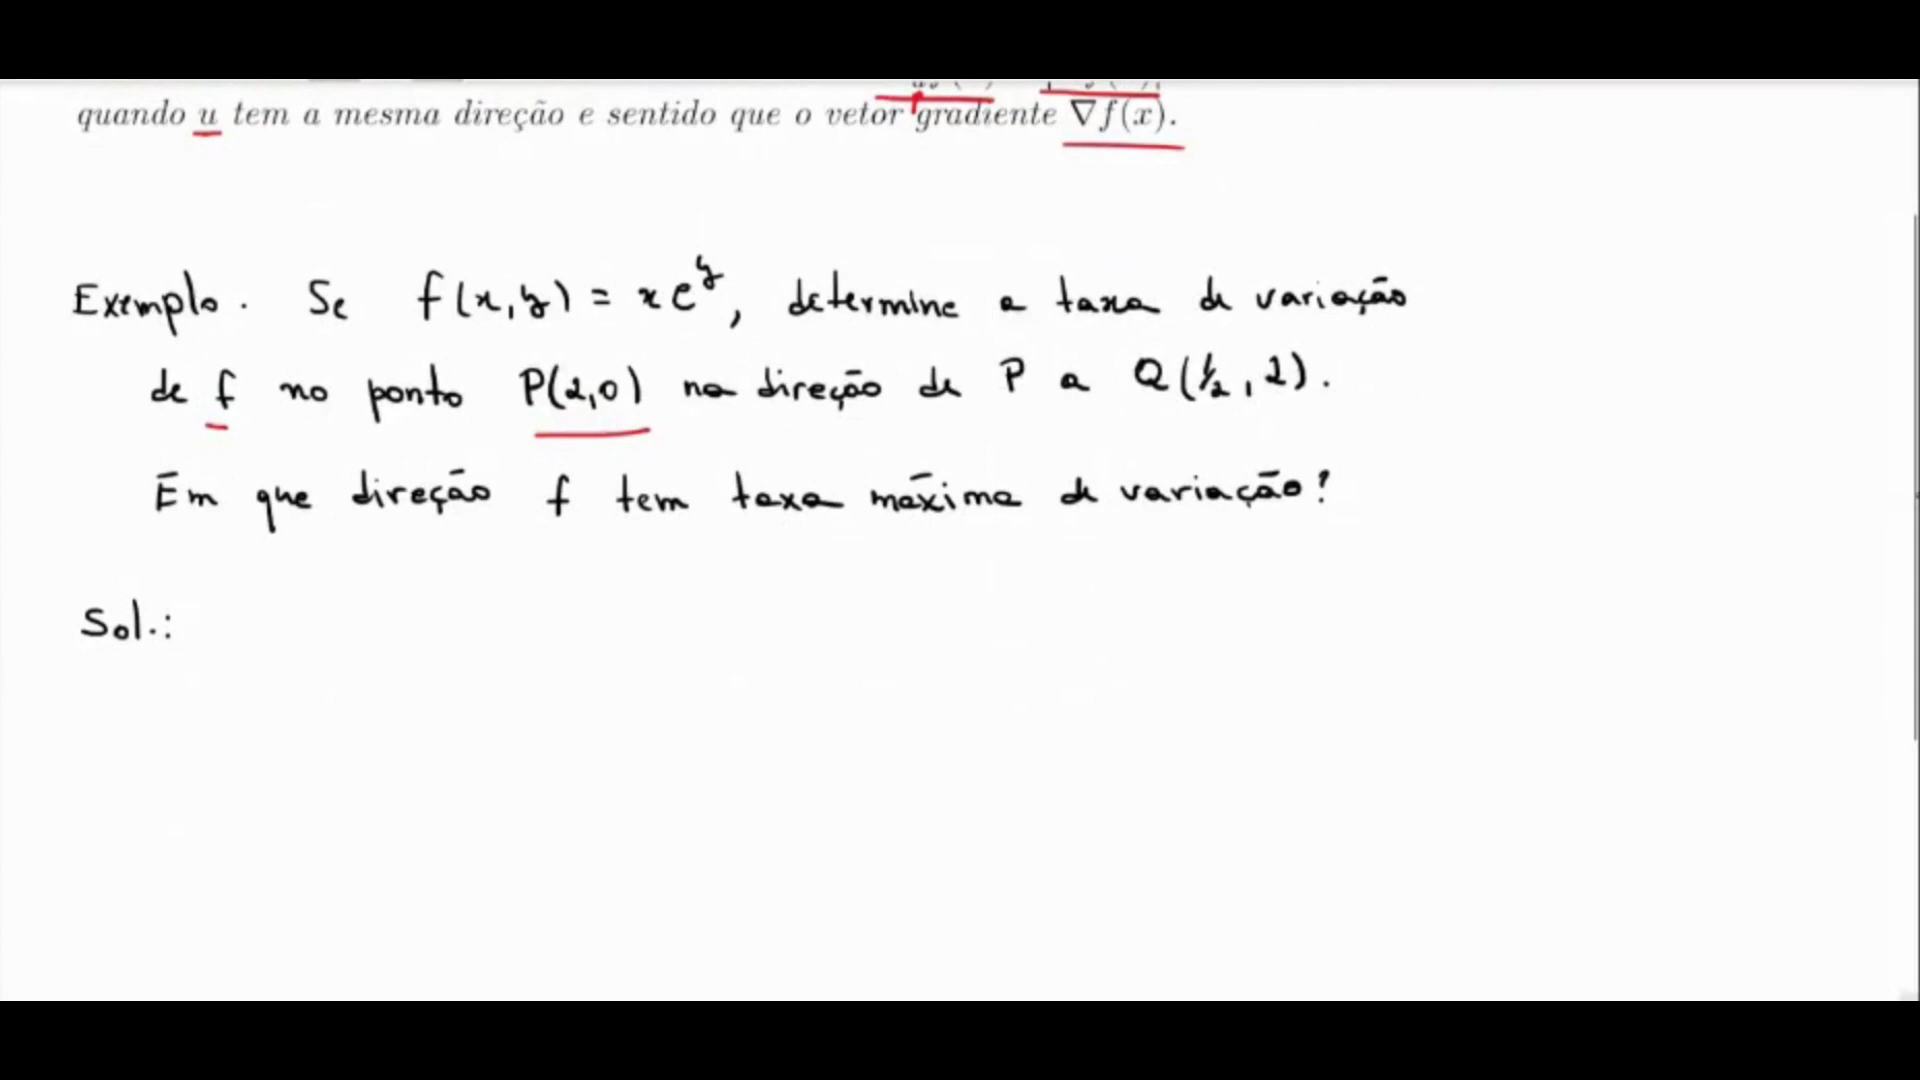 quando u tem a mesma direção e sentido que o vetor gradiente ∇f(x).
Exemplo. Se f(x,y) = xe^y, determine a taxa de variação
de f no ponto P(2,0) na direção de P a Q(1/2, 2).
Em que direção f tem taxa máxima de variação?
Sol.: